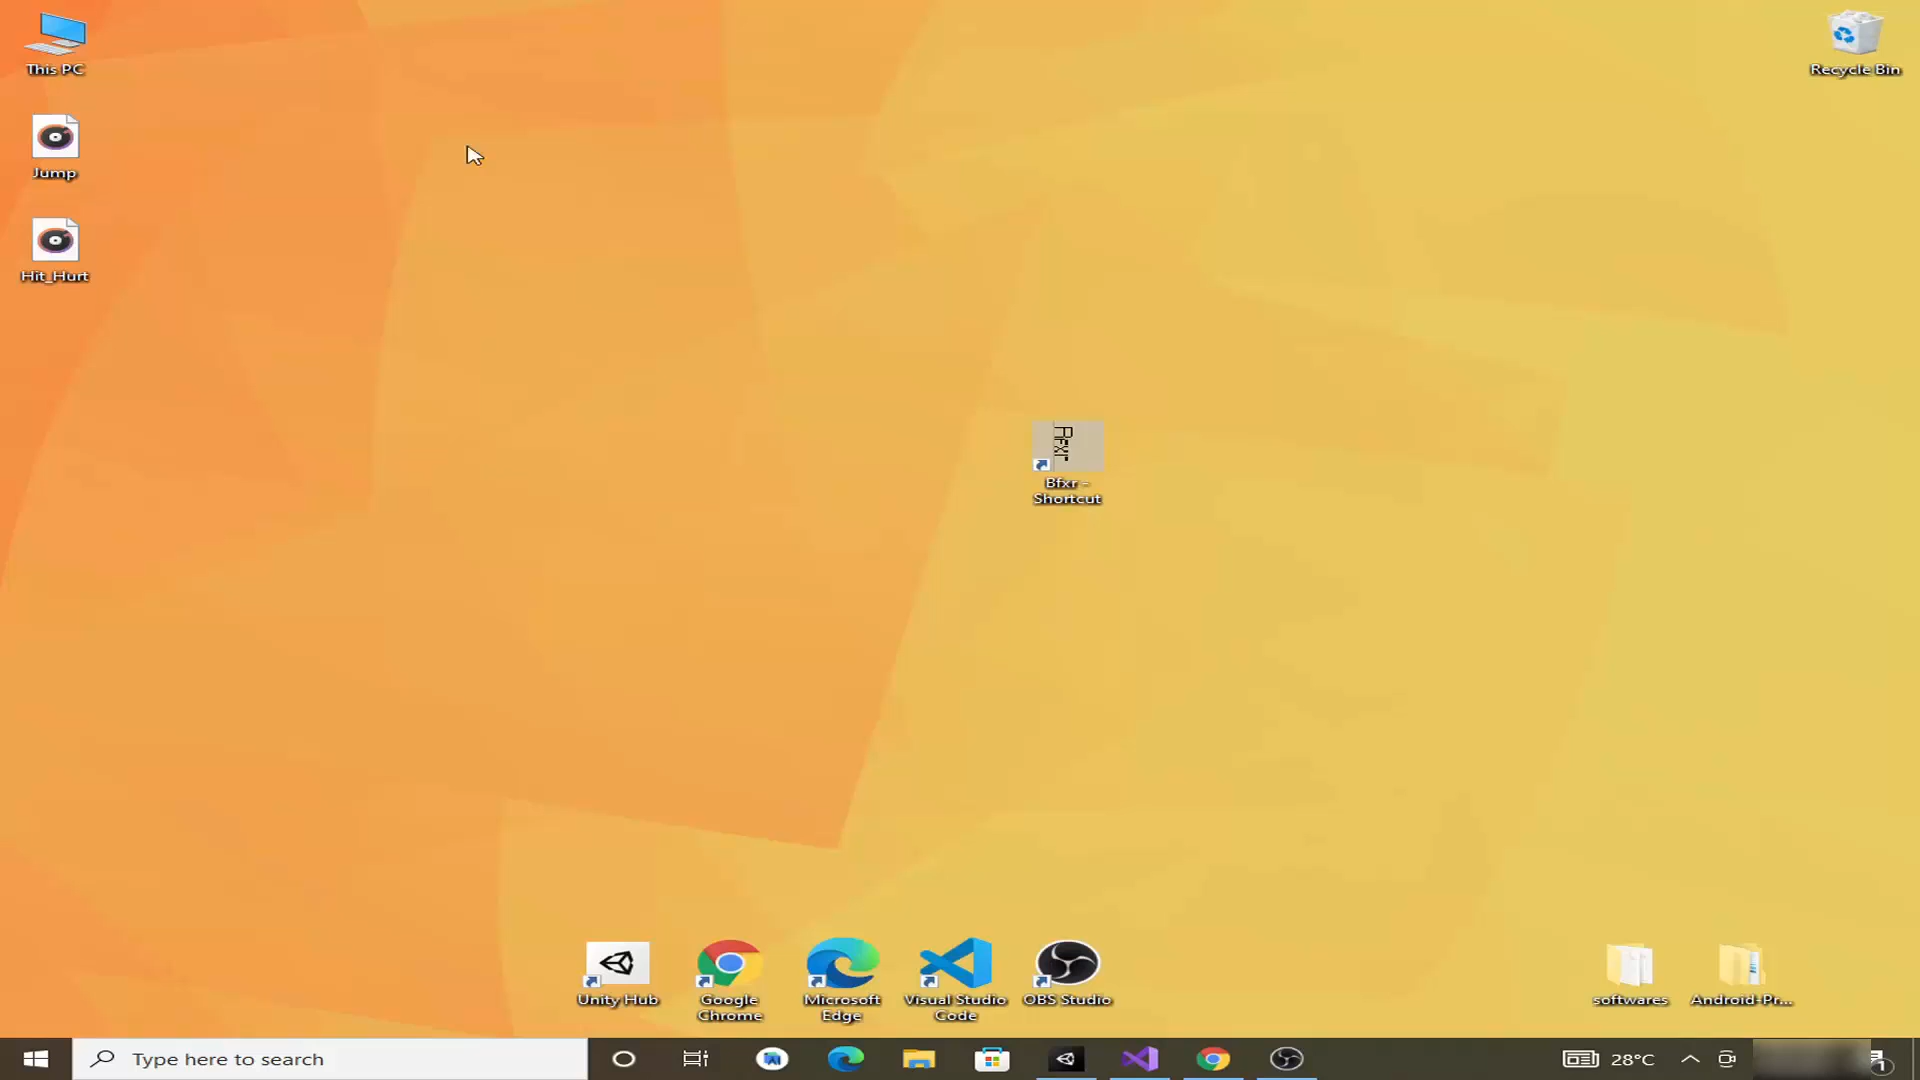 This PC
Recycle Bin
Jump
Hit_Hurt
Bfxr
Bfxr -
Shortcut
Unity Hub
Google
Chrome
Microsoft
Edge
Visual Studio
Code
OBS Studio
softwares
Android-Pr...
Type here to search
28°C
1